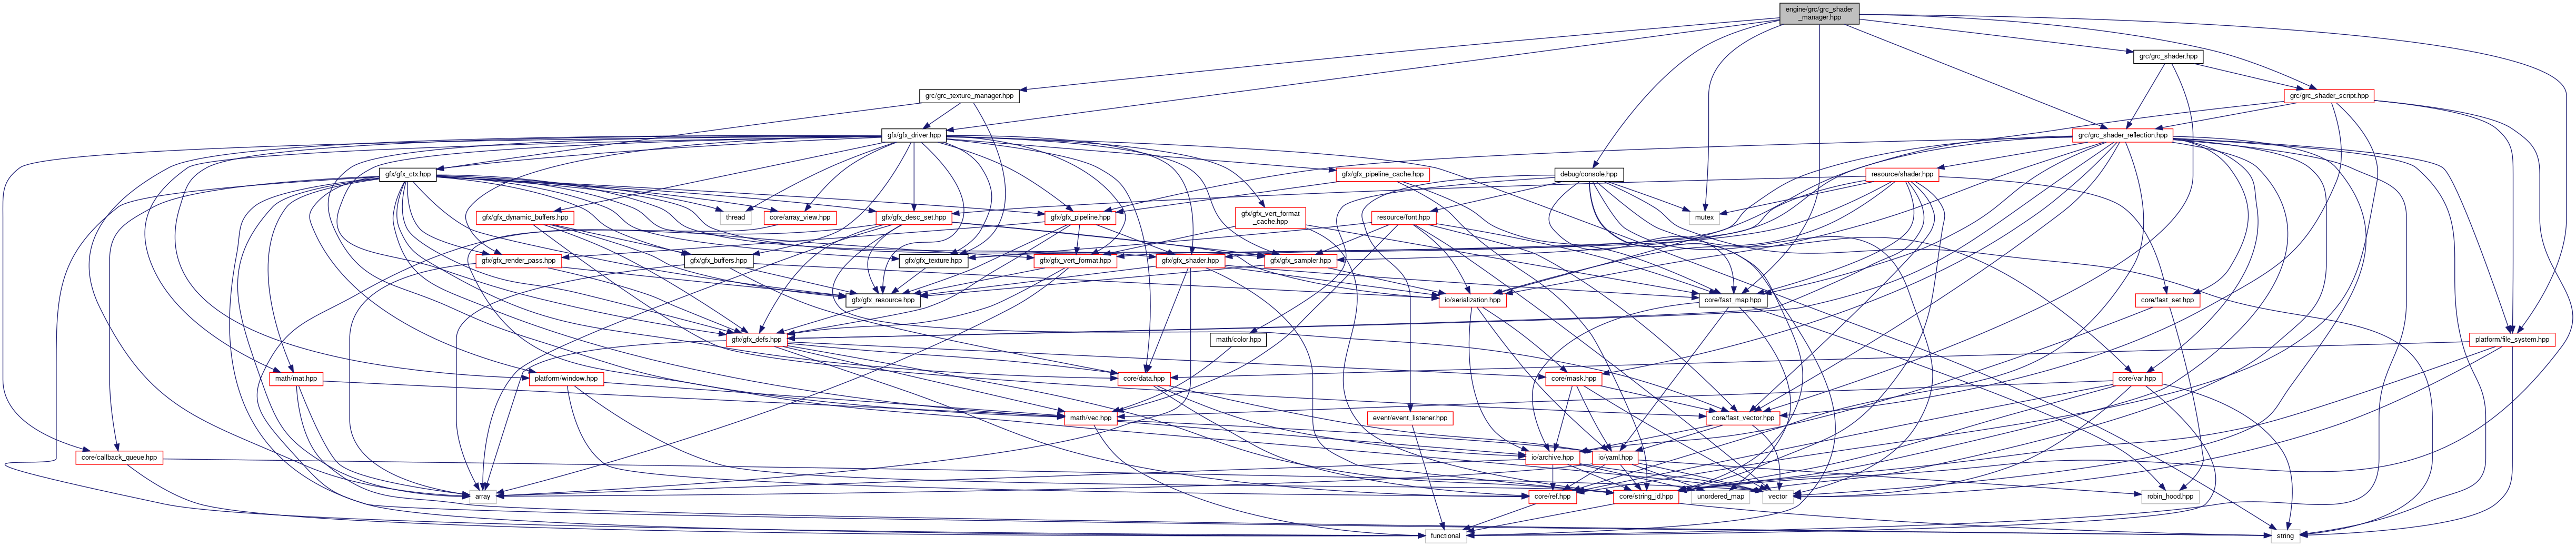 engine/grc/grc_shader
_manager.hpp
grc/grc_shader.hpp
grc/grc_texture_manager.hpp
grc/grc_shader_script.hpp
gfx/gfx_driver.hpp
grc/grc_shader_reflection.hpp
gfx/gfx_ctx.hpp
gfx/gfx_pipeline_cache.hpp
debug/console.hpp
resource/shader.hpp
gfx/gfx_dynamic_buffers.hpp
thread
core/array_view.hpp
gfx/gfx_desc_set.hpp
gfx/gfx_pipeline.hpp
gfx/gfx_vert_format
_cache.hpp
resource/font.hpp
mutex
gfx/gfx_render_pass.hpp
gfx/gfx_buffers.hpp
gfx/gfx_texture.hpp
gfx/gfx_vert_format.hpp
gfx/gfx_shader.hpp
gfx/gfx_sampler.hpp
gfx/gfx_resource.hpp
io/serialization.hpp
core/fast_map.hpp
core/fast_set.hpp
gfx/gfx_defs.hpp
math/color.hpp
platform/file_system.hpp
math/mat.hpp
platform/window.hpp
core/data.hpp
core/mask.hpp
core/var.hpp
math/vec.hpp
event/event_listener.hpp
core/fast_vector.hpp
core/callback_queue.hpp
io/archive.hpp
io/yaml.hpp
array
core/ref.hpp
core/string_id.hpp
unordered_map
vector
robin_hood.hpp
functional
string